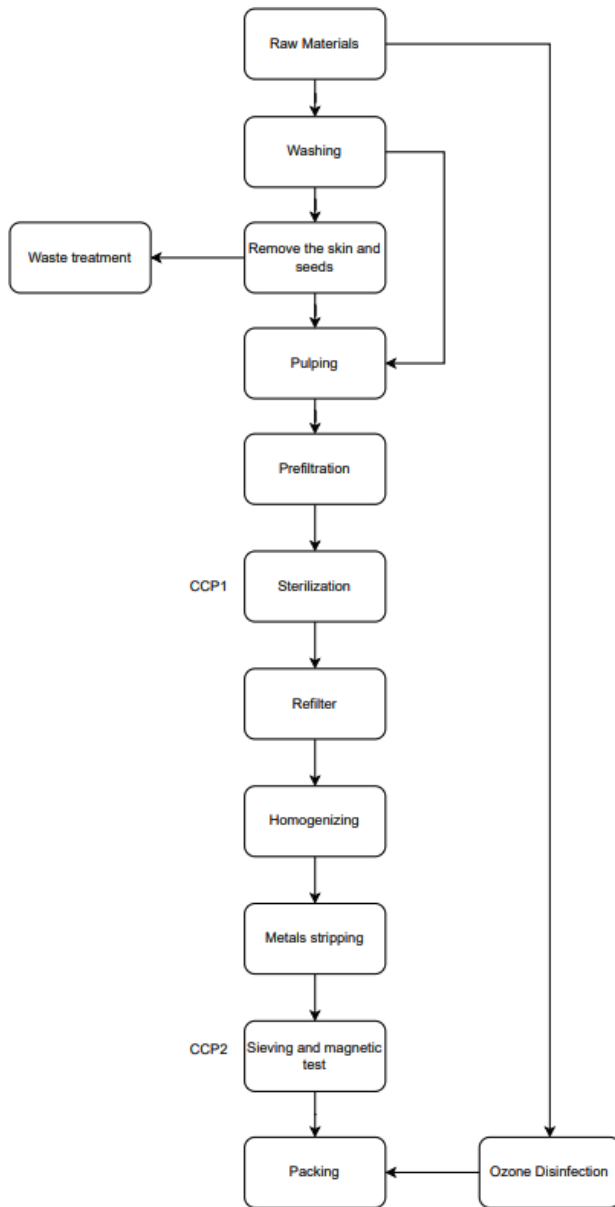 Raw Materials
Washing
Waste treatment
Remove the skin and
seeds
Pulping
Prefiltration
CCP1
Sterilization
Refilter
Homogenizing
Metals stripping
CCP2
Sieving and magnetic
test
Packing
Ozone Disinfection